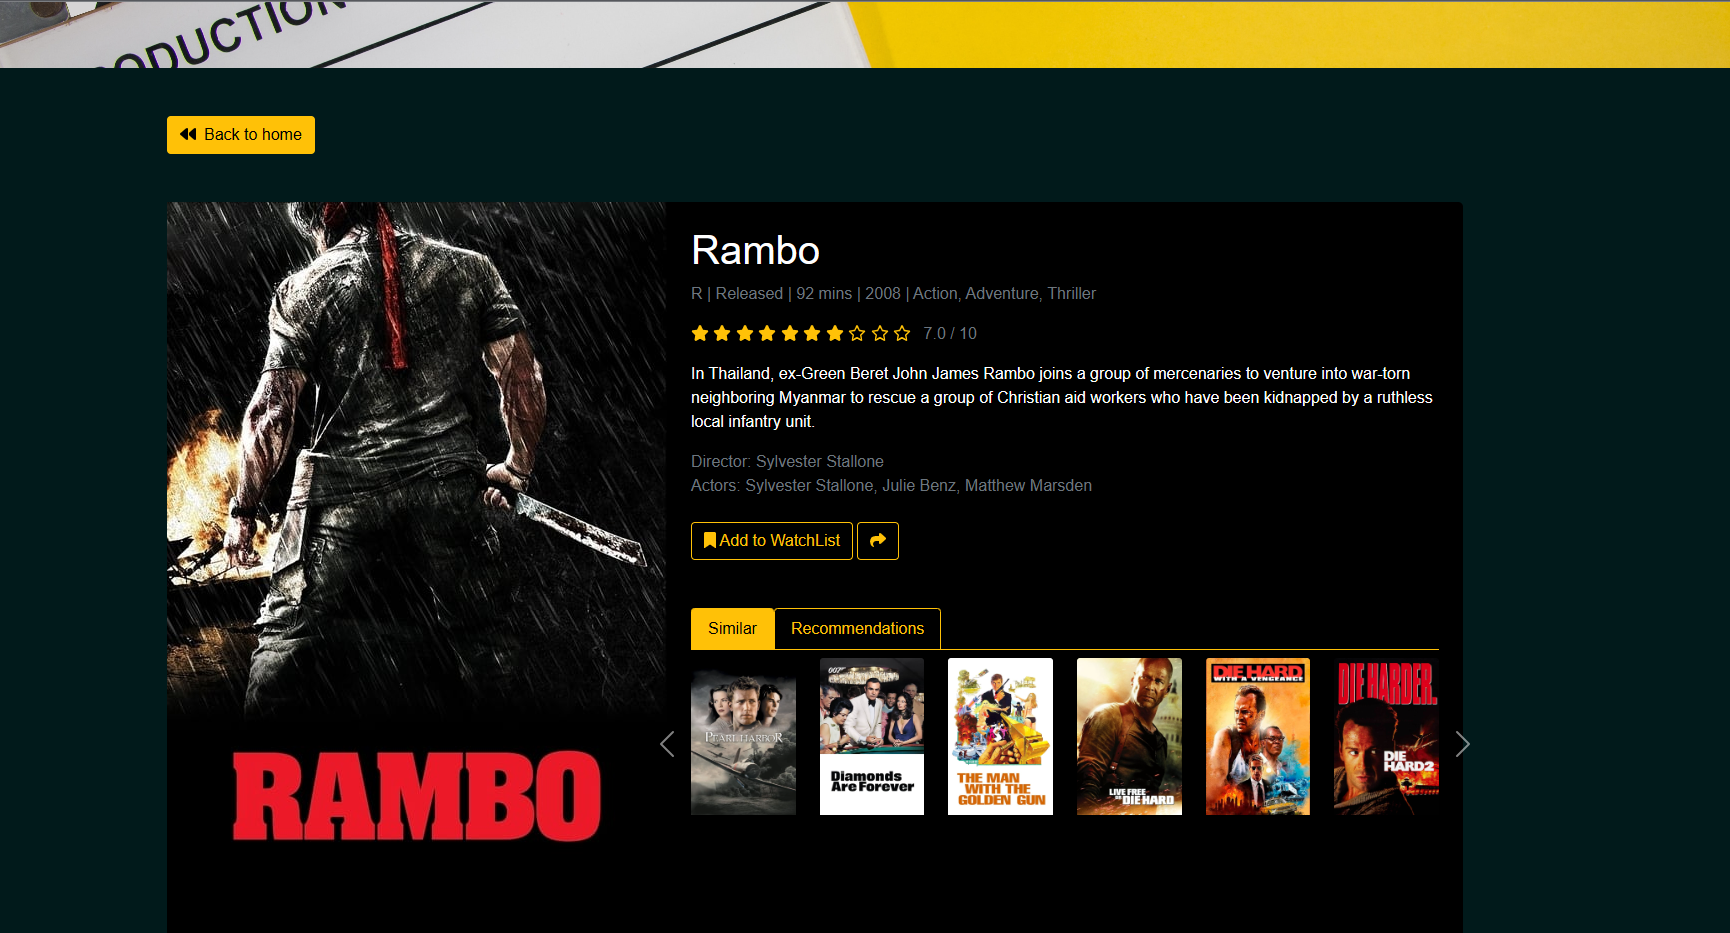 ODUCTION
Back to home
Rambo
R | Released | 92 mins | 2008 | Action, Adventure, Thriller
7.0 / 10
In Thailand, ex-Green Beret John James Rambo joins a group of mercenaries to venture into war-torn
neighboring Myanmar to rescue a group of Christian aid workers who have been kidnapped by a ruthless
local infantry unit.
Director: Sylvester Stallone
Actors: Sylvester Stallone, Julie Benz, Matthew Marsden
Add to WatchList
Similar
Recommendations
RAMBO
PEARL HARBOR
007
Diamonds
Are Forever
THE MAN
WITH THE
GOLDEN GUN
LIVE FREE
OR DIE HARD
DIE HARD
WITH A VENGEANCE
DIE HARDER.
DIE
HARD2